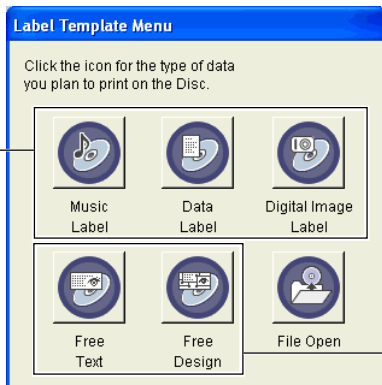 Label Template Menu
Click the icon for the type of data
you plan to print on the Disc.
Music
Label
Data
Label
Digital Image
Label
Free
Text
Free
Design
File Open